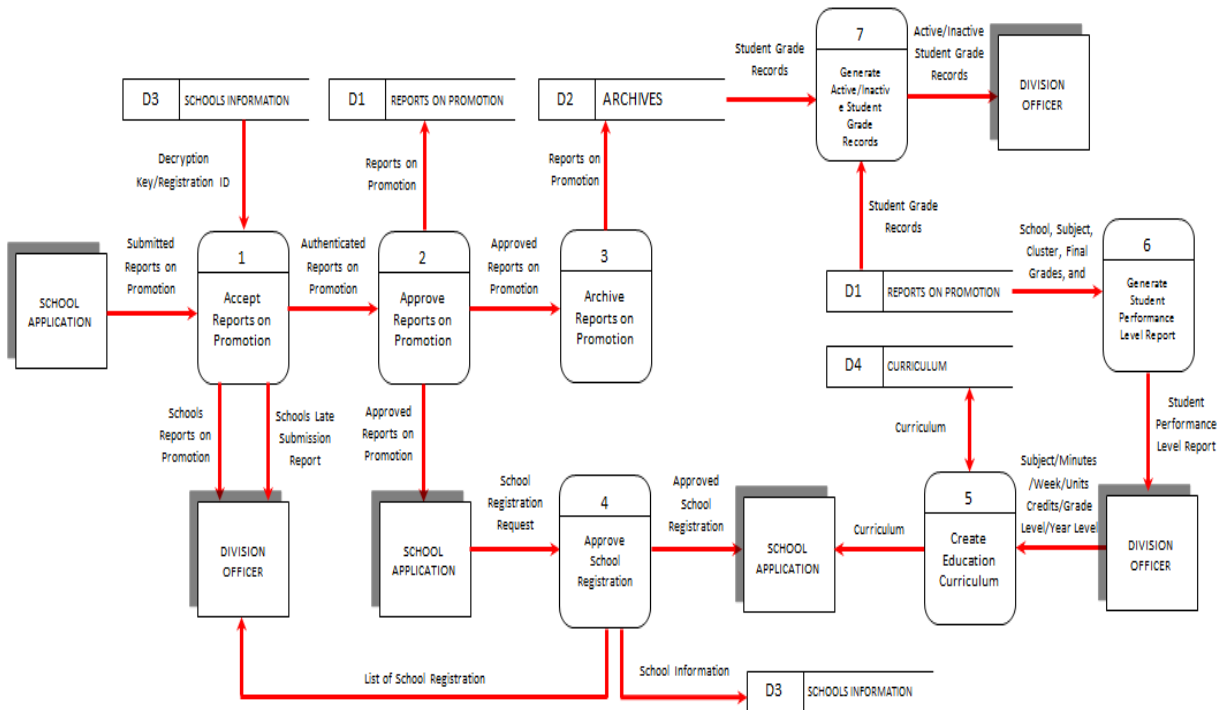 7
Generate
Active/Inactiv
e Student
Grade
Records
Student Grade
Records
Active/Inactive
Student Grade
Records
DIVISION
OFFICER
D3 SCHOOLS INFORMATION
D1 REPORTS ON PROMOTION
D2 ARCHIVES
Decryption
Key/Registration ID
Reports on
Promotion
Reports on
Promotion
Student Grade
Records
SCHOOL
APPLICATION
Submitted
Reports on
Promotion
1
Accept
Reports on
Promotion
Authenticated
Reports on
Promotion
2
Approve
Reports on
Promotion
Approved
Reports on
Promotion
3
Archive
Reports on
Promotion
D1 REPORTS ON PROMOTION
School, Subject,
Cluster, Final
Grades, and
6
Generate
Student
Performance
Level Report
D4 CURRICULUM
Schools
Reports on
Promotion
Schools Late
Submission
Report
Approved
Reports on
Promotion
Curriculum
Student
Performance
Level Report
DIVISION
OFFICER
SCHOOL
APPLICATION
School
Registration
Request
4
Approve
School
Registration
Approved
School
Registration
SCHOOL
APPLICATION
Curriculum
5
Create
Education
Curriculum
Subject/Minutes
/Week/Units
Credits/Grade
Level/Year Level
DIVISION
OFFICER
List of School Registration
School Information
D3 SCHOOLS INFORMATION